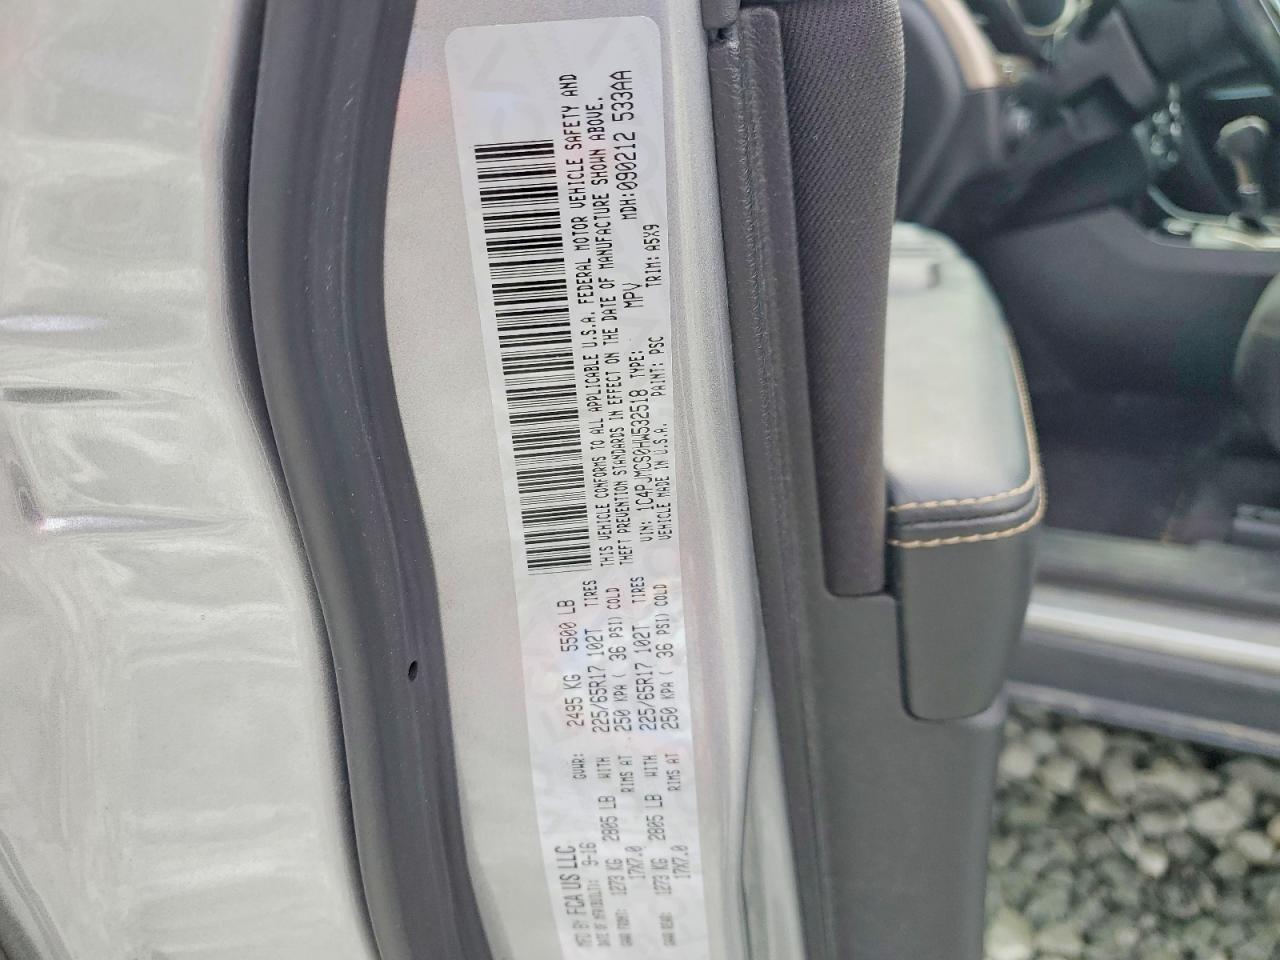 MFD BY FCA US LLC
DATE OF MFR(BUILT): 9-16 GVWR: 2495 KG 5500 LB
GAWR FRONT: 1273 KG 2805 LB WITH 225/65R17 102T TIRES
17X7.0 RIMS AT 250 KPA ( 36 PSI) COLD
GAWR REAR: 1273 KG 2805 LB WITH 225/65R17 102T TIRES
17X7.0 RIMS AT 250 KPA ( 36 PSI) COLD
THIS VEHICLE CONFORMS TO ALL APPLICABLE U.S.A. FEDERAL MOTOR VEHICLE SAFETY AND
THEFT PREVENTION STANDARDS IN EFFECT ON THE DATE OF MANUFACTURE SHOWN ABOVE.
VIN: 1C4PJMCS0HW532518 TYPE: MPV MDH:090212 533AA
VEHICLE MADE IN U.S.A. PAINT: PSC TRIM: A5X9